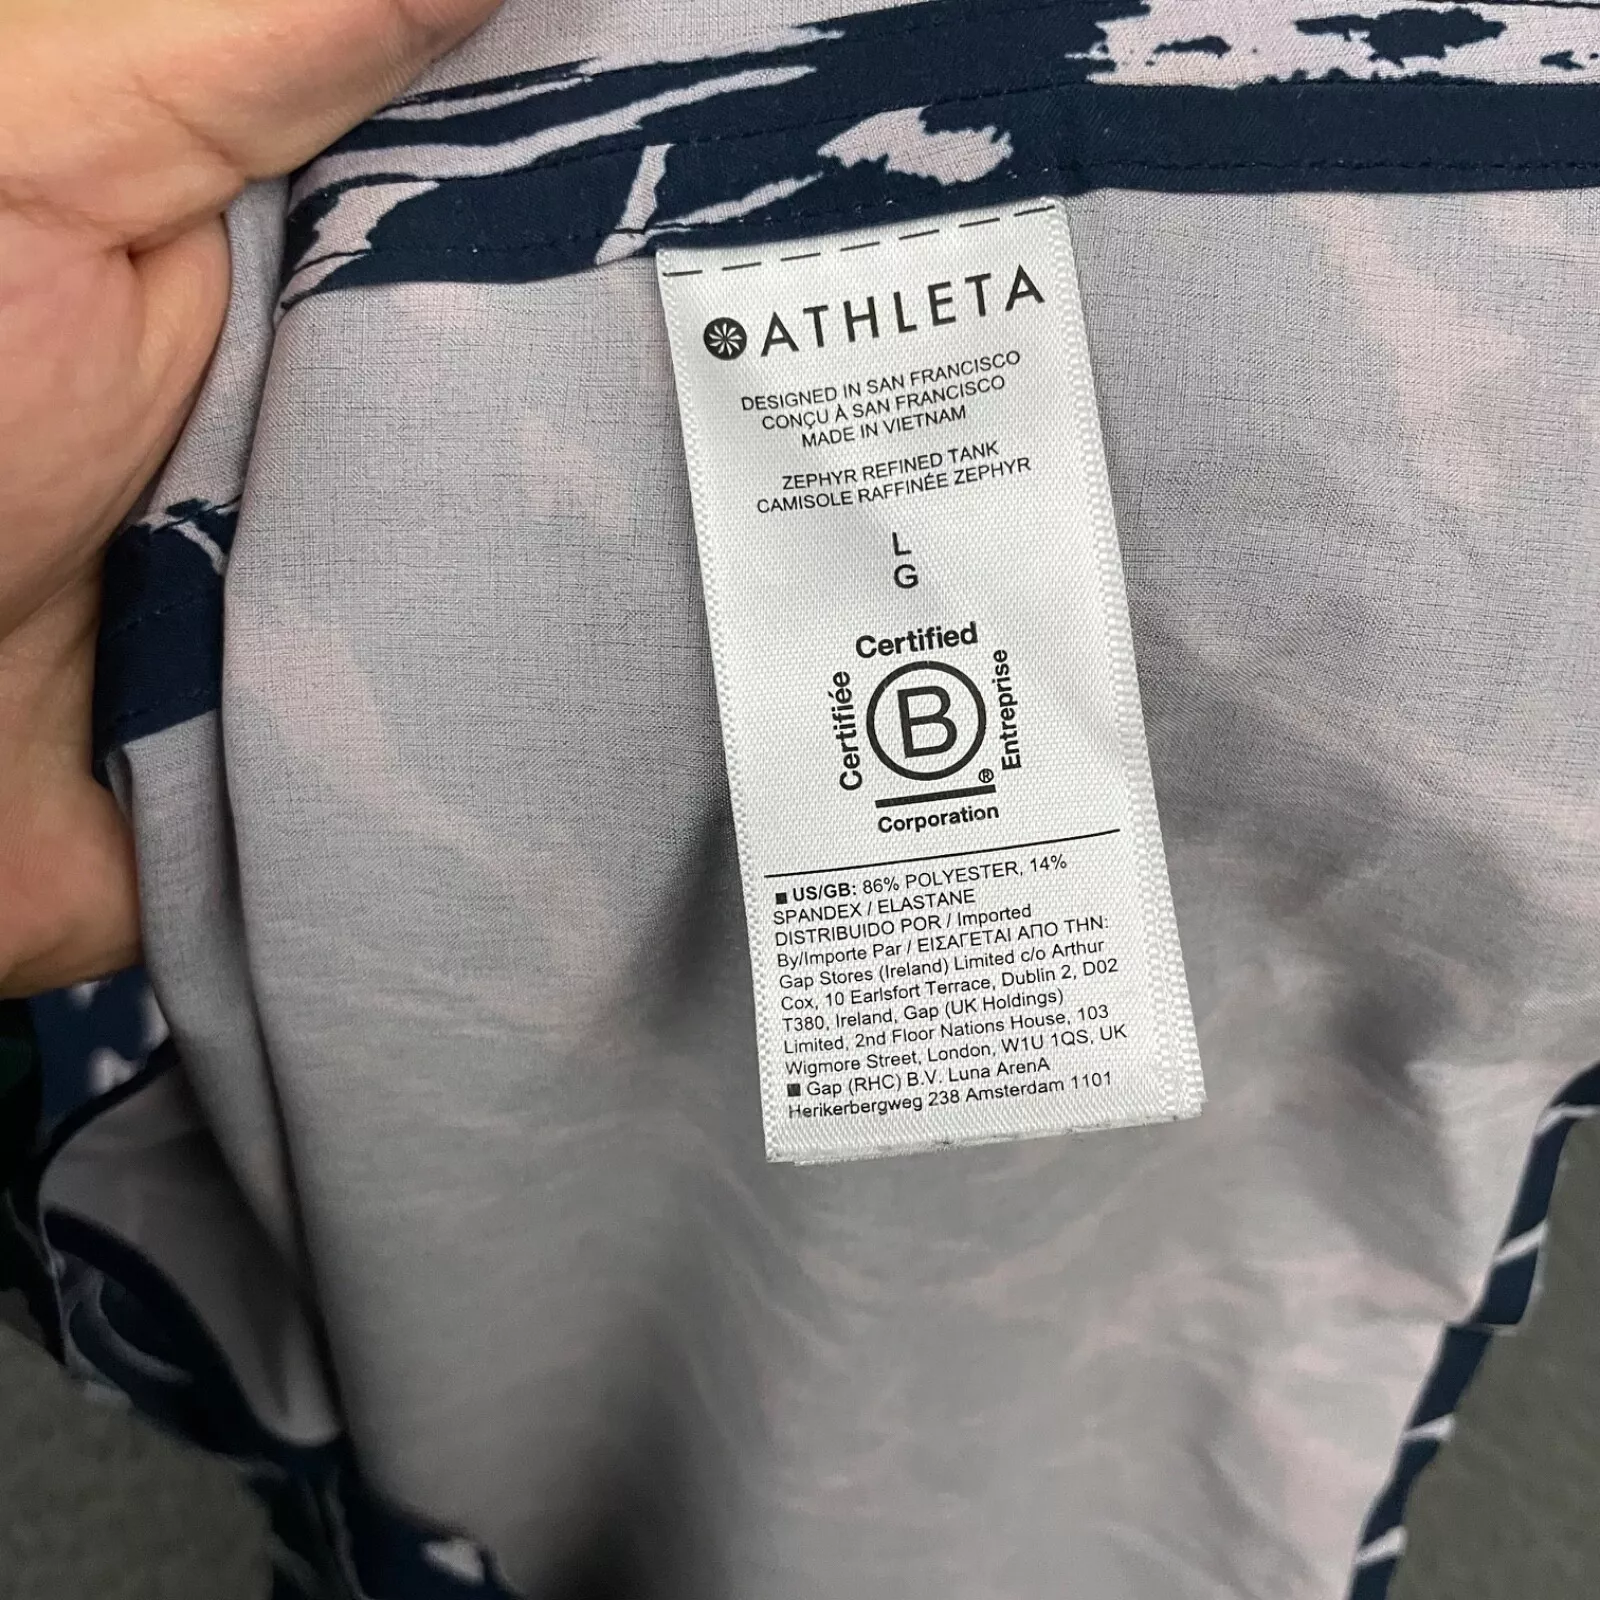 ATHLETA
DESIGNED IN SAN FRANCISCO
CONÇU À SAN FRANCISCO
MADE IN VIETNAM
ZEPHYR REFINED TANK
CAMISOLE RAFFINÉE ZEPHYR
L
G
Certified
Certifiée
B
Entreprise
®
Corporation
US/GB: 86% POLYESTER, 14%
SPANDEX / ELASTANE
DISTRIBUIDO POR / Imported
By/Importe Par / ΕΙΣΑΓΕΤΑΙ ΑΠΟ ΤΗΝ:
Gap Stores (Ireland) Limited c/o Arthur
Cox, 10 Earlsfort Terrace, Dublin 2, D02
T380, Ireland, Gap (UK Holdings)
Limited, 2nd Floor Nations House, 103
Wigmore Street, London, W1U 1QS, UK
Gap (RHC) B.V. Luna ArenA
Herikerbergweg 238 Amsterdam 1101